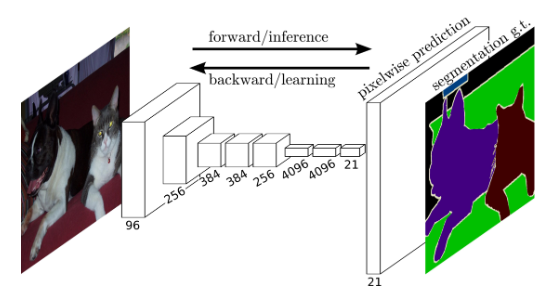 forward/inference
backward/learning
pixelwise prediction
segmentation g.t.
96
256
384
384
256
4096
4096
21
21